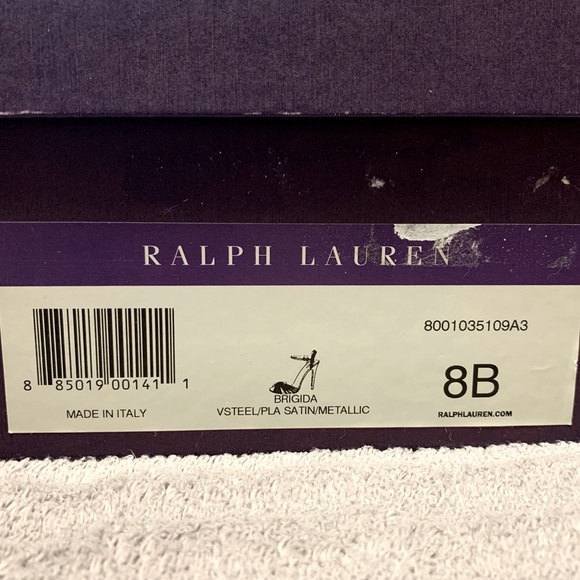 RALPH LAUREN
8001035109A3
8 85019 00141 1
8B
BRIGIDA
MADE IN ITALY
VSTEEL/PLA SATIN/METALLIC
RALPHLAUREN.COM